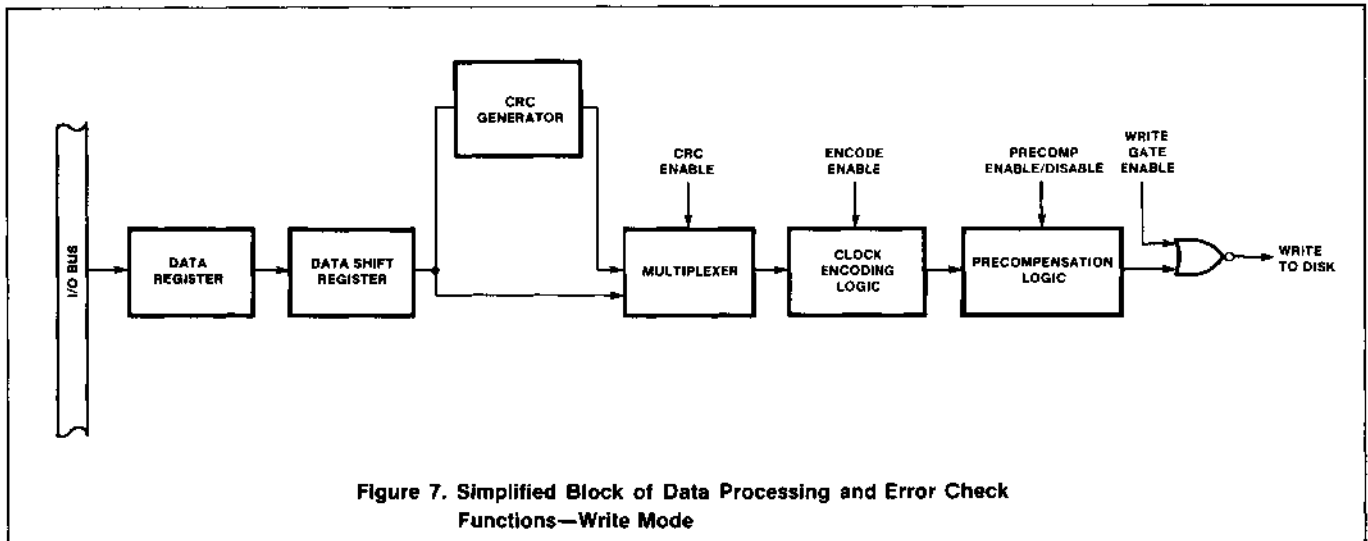 CRC
GENERATOR
CRC
ENABLE
ENCODE
ENABLE
PRECOMP
ENABLE/DISABLE
WRITE
GATE
ENABLE
I/O BUS
DATA
REGISTER
DATA SHIFT
REGISTER
MULTIPLEXER
CLOCK
ENCODING
LOGIC
PRECOMPENSATION
LOGIC
WRITE
TO DISK
Figure 7. Simplified Block of Data Processing and Error Check
Functions—Write Mode